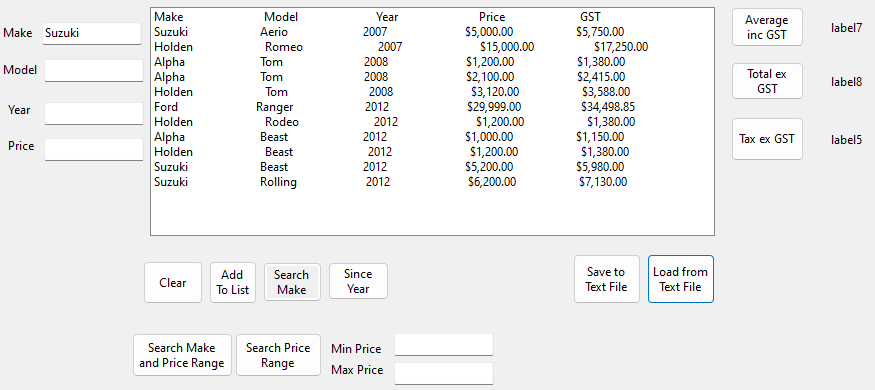 Make Suzuki
Model
Year
Price
Make Model Year Price GST
Suzuki Aerio 2007 $5,000.00 $5,750.00
Holden Romeo 2007 $15,000.00 $17,250.00
Alpha Tom 2008 $1,200.00 $1,380.00
Alpha Tom 2008 $2,100.00 $2,415.00
Holden Tom 2008 $3,120.00 $3,588.00
Ford Ranger 2012 $29,999.00 $34,498.85
Holden Rodeo 2012 $1,200.00 $1,380.00
Alpha Beast 2012 $1,000.00 $1,150.00
Holden Beast 2012 $1,200.00 $1,380.00
Suzuki Beast 2012 $5,200.00 $5,980.00
Suzuki Rolling 2012 $6,200.00 $7,130.00
Average
inc GST
label7
Total ex
GST
label8
Tax ex GST
label5
Clear
Add
To List
Search
Make
Since
Year
Save to
Text File
Load from
Text File
Search Make
and Price Range
Search Price
Range
Min Price
Max Price